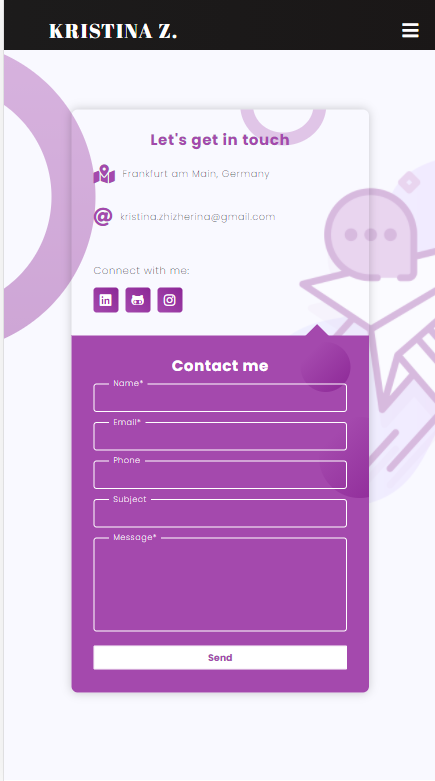 KRISTINA Z.
Let's get in touch
Frankfurt am Main, Germany
kristina.zhizherina@gmail.com
Connect with me:
Contact me
Name*
Email*
Phone
Subject
Message*
Send